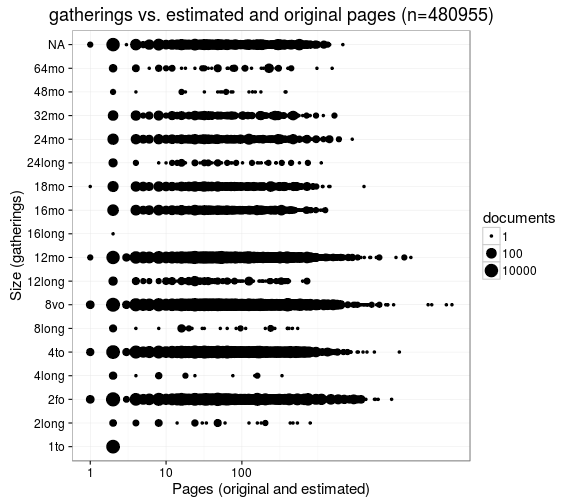 gatherings vs. estimated and original pages (n=480955)
NA
64mo
48mo
32mo
24mo
24long
18mo
16mo
16long
12mo
12long
8vo
8long
4to
4long
2fo
2long
1to
Size (gatherings)
1 10 100
Pages (original and estimated)
documents
1
100
10000